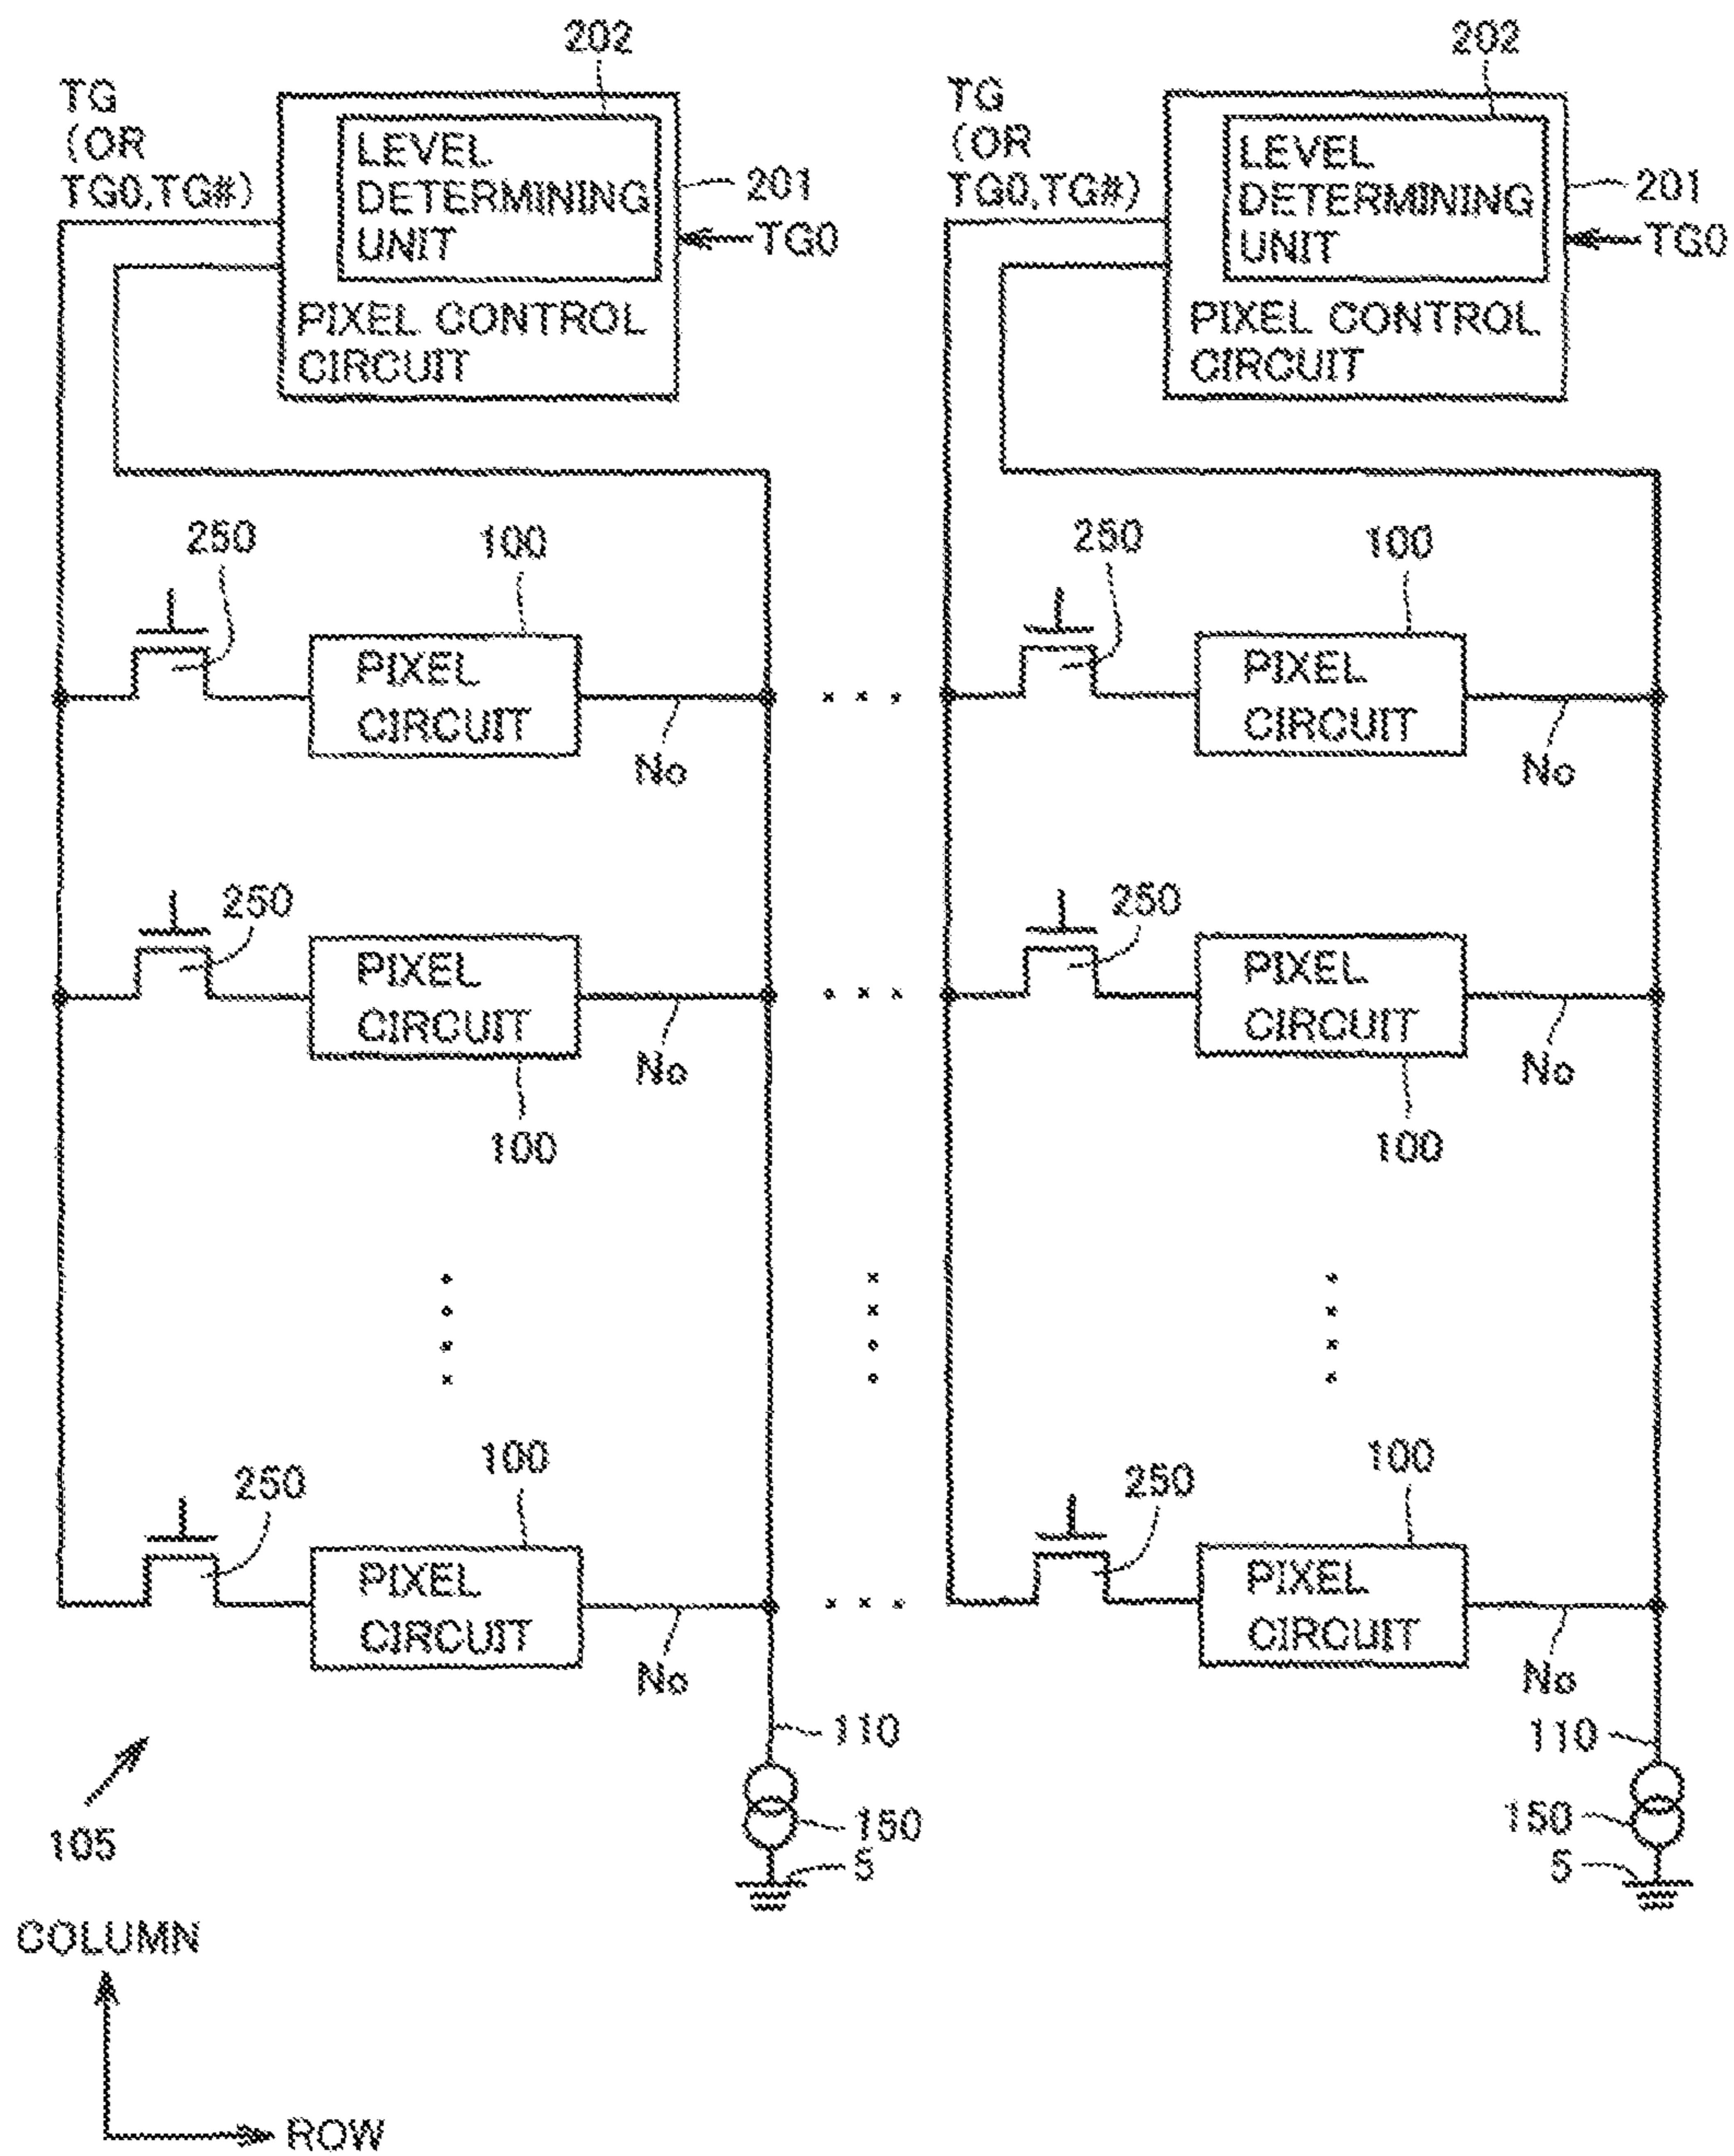 202
202
TG
(OR
TG0,TG#)
LEVEL
DETERMINING
UNIT
PIXEL CONTROL
CIRCUIT
201
TG0
TG
(OR
TG0,TG#)
LEVEL
DETERMINING
UNIT
PIXEL CONTROL
CIRCUIT
201
TG0
250
100
250
100
PIXEL
CIRCUIT
No
PIXEL
CIRCUIT
No
250
PIXEL
CIRCUIT
No
100
250
PIXEL
CIRCUIT
No
100
250
100
PIXEL
CIRCUIT
No
250
100
PIXEL
CIRCUIT
No
110
150
5
110
150
5
105
COLUMN
ROW